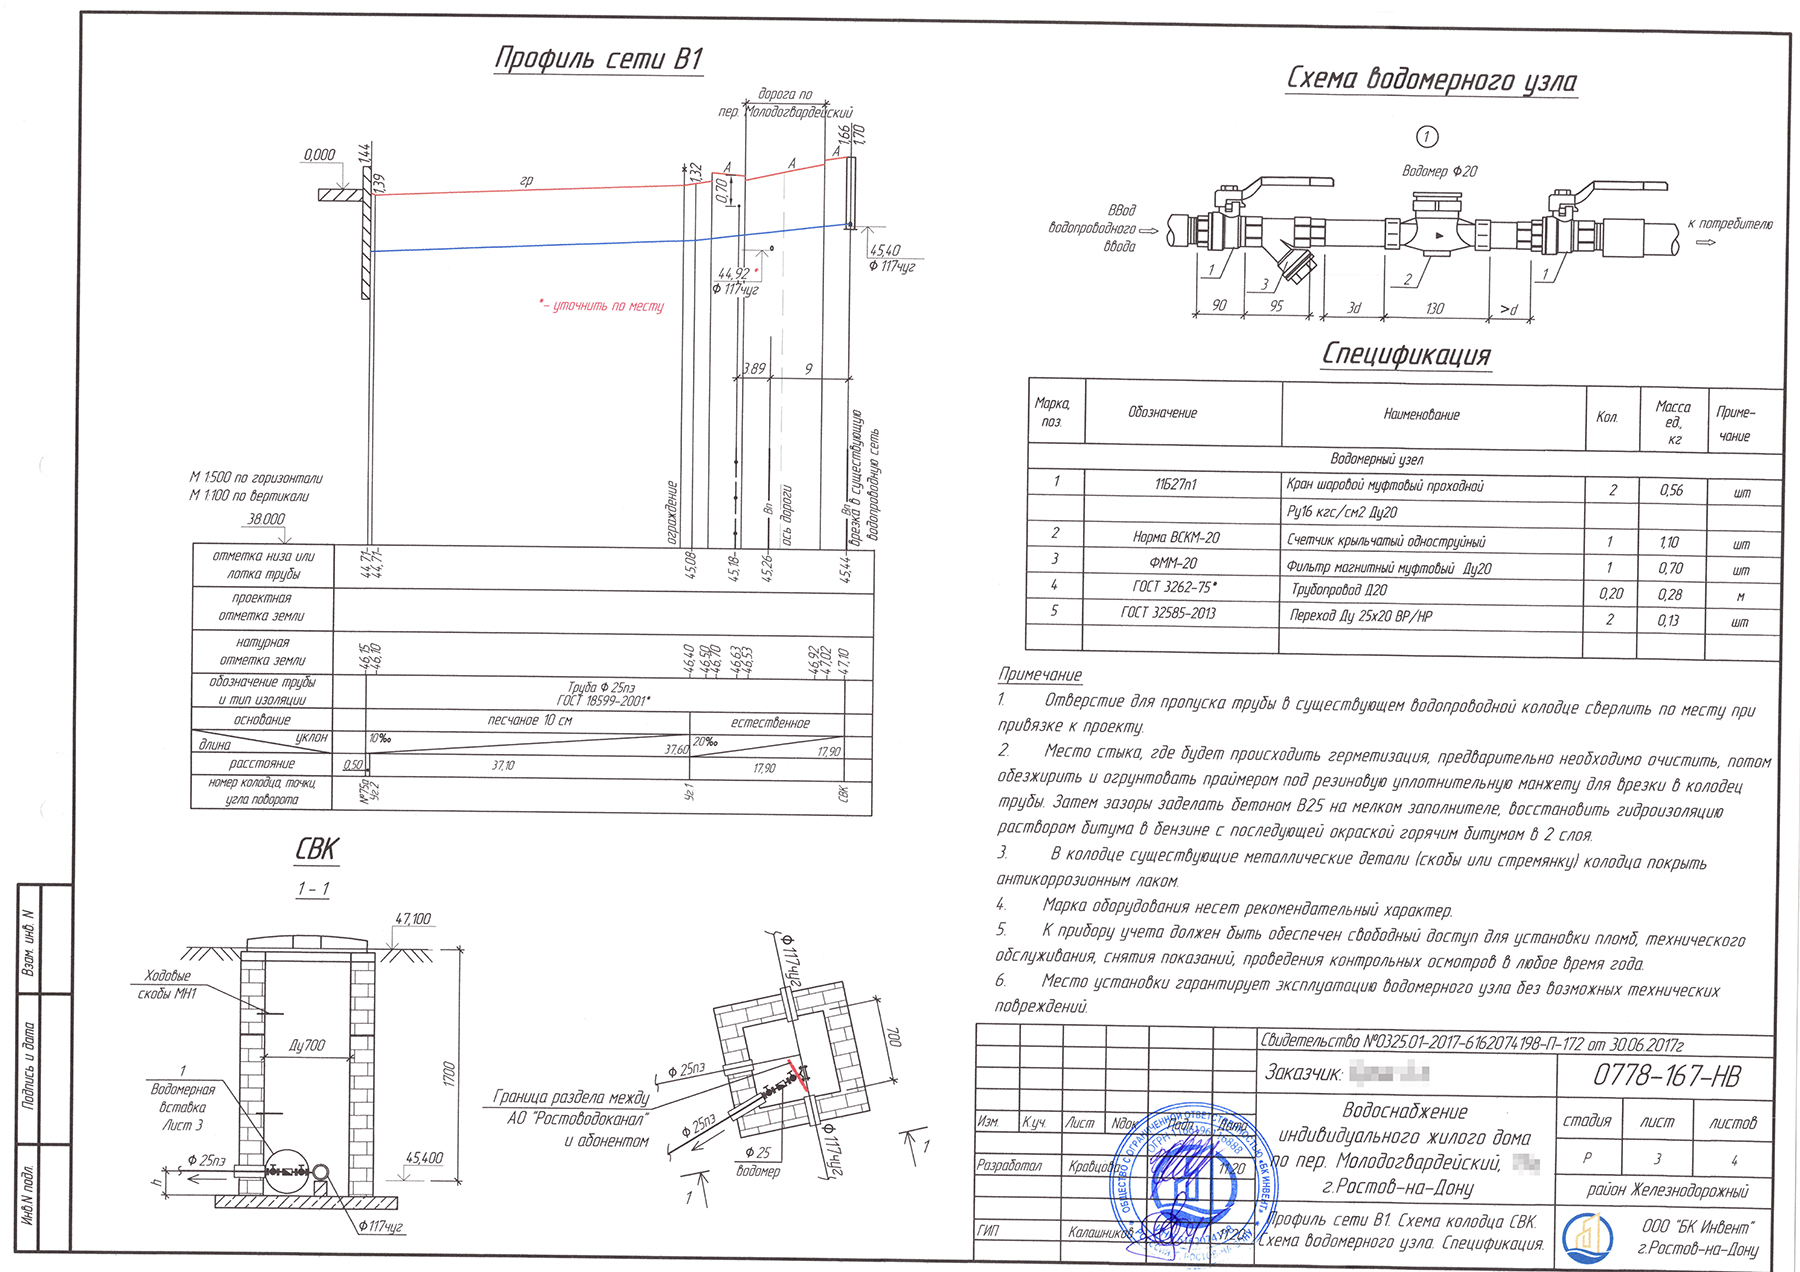 Профиль сети В1
дорога по
пер. Молодогвардейский
0,000
1,44
1,39
гр
1,32
А
0,70
А
А
1,66
1,70
45,40
Ф 117чуг
44,92 *
Ф 117чуг
* - уточнить по месту
3.89
9
ограждение
Вп
ось дороги
Вп
врезка в существующую
водопроводную сеть
М 1:500 по горизонтали
М 1:100 по вертикали
38.000
отметка низа или
лотка трубы
44,71
44,71
45,08
45,18
45,26
45,44
проектная
отметка земли
натурная
отметка земли
46,15
46,10
46,40
46,50
46,70
46,63
46,53
46,92
47,02
47,10
обозначение трубы
и тип изоляции
Труба Ф 25пэ
ГОСТ 18599-2001*
основание
песчаное 10 см
естественное
уклон
длина
10‰
37,60
20‰
17,90
расстояние
0,50
37,10
17,90
номер колодца, точки,
угла поворота
№75а
Уг.2
Уг.1
СВК
СВК
1 - 1
47,100
Ходовые
скобы МН1
Ду700
1700
1
Водомерная
вставка
Лист 3
Ф 25пэ
h
45,400
Ф 117чуг
Ф 117чуг
700
Ф 25пэ
Граница раздела между
АО "Ростоводоканал"
и абонентом
Ф 25пэ
Ф 25
водомер
Ф 117чуг
1
1
Схема водомерного узла
1
Водомер Ф20
ВВод
водопроводного
ввода
к потребителю
1
3
2
1
90
95
3d
130
>d
Спецификация
Марка,
поз.
Обозначение
Наименование
Кол.
Масса
ед.,
кг
Приме-
чание
Водомерный узел
1 11Б27п1 Кран шаровой муфтовый проходной 2 0,56 шт
Ру16 кгс/см2 Ду20
2 Норма ВСКМ-20 Счетчик крыльчатый одноструйный 1 1,10 шт
3 ФММ-20 Фильтр магнитный муфтовый Ду20 1 0,70 шт
4 ГОСТ 3262-75* Трубопровод Д20 0,20 0,28 м
5 ГОСТ 32585-2013 Переход Ду 25х20 ВР/НР 2 0,13 шт
Примечание
1. Отверстие для пропуска трубы в существующем водопроводной колодце сверлить по месту при
привязке к проекту.
2. Место стыка, где будет происходить герметизация, предварительно необходимо очистить, потом
обезжирить и огрунтовать праймером под резиновую уплотнительную манжету для врезки в колодец
трубы. Затем зазоры заделать бетоном В25 на мелком заполнителе, восстановить гидроизоляцию
раствором битума в бензине с последующей окраской горячим битумом в 2 слоя.
3. В колодце существующие металлические детали (скобы или стремянку) колодца покрыть
антикоррозионным лаком.
4. Марка оборудования несет рекомендательный характер.
5. К прибору учета должен быть обеспечен свободный доступ для установки пломб, технического
обслуживания, снятия показаний, проведения контрольных осмотров в любое время года.
6. Место установки гарантирует эксплуатацию водомерного узла без возможных технических
повреждений.
Свидетельство №0325.01-2017-6162074198-П-172 от 30.06.2017г
Заказчик:
0778-167-НВ
Водоснабжение
индивидуального жилого дома
по пер. Молодогвардейский,
г.Ростов-на-Дону
стадия лист листов
Р 3 4
район Железнодорожный
Изм. К.уч. Лист Nдок. Подп. Дата
Разработал Кравцова 11.20
ГИП Калашников 11.20
Профиль сети В1. Схема колодца СВК.
Схема водомерного узла. Спецификация.
ООО "БК Инвент"
г.Ростов-на-Дону
Взам. инв. N
Подпись и дата
Инв.N подл.